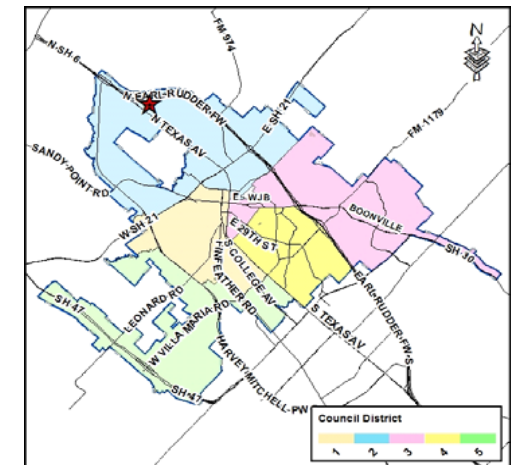 N-SH-6
FM 974
N
N-EARL-RUDDER-FW
E SH 21
N TEXAS AV
FM-1179
SANDY-POINT-RD
E-WJB
BOONVILLE
W-SH 21
E 29TH ST
SH-30
S COLLEGE AV
FINFEATHER RD
EARL-RUDDER-FW-S
LEONARD RD
SH 47
W VILLA MARIA RD
S TEXAS AV
HARVEY-MITCHELL-PW
SH-47
Council District
1 2 3 4 5